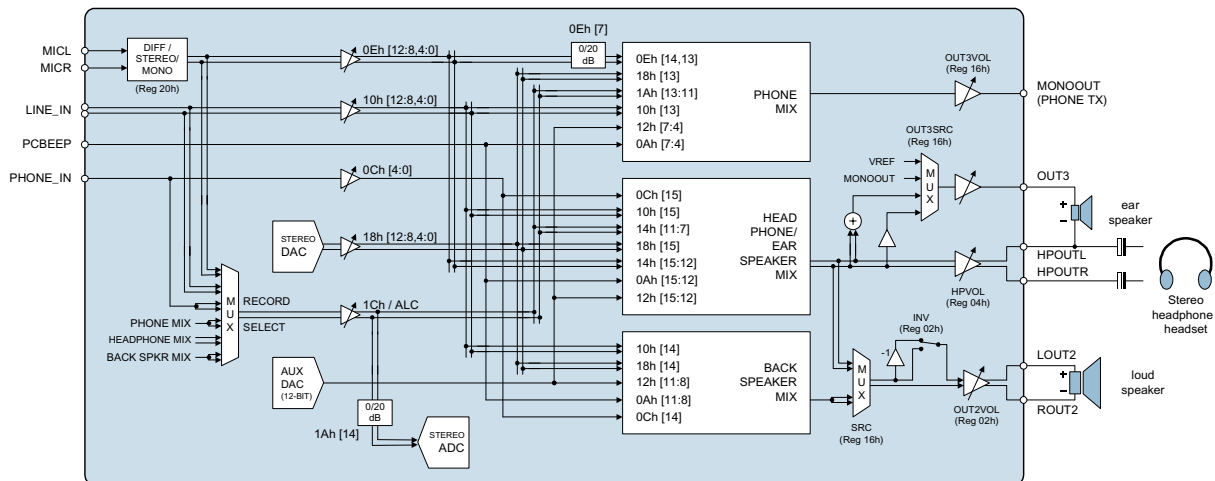 MICL
MICR
LINE_IN
PCBEEP
PHONE_IN
DIFF /
STEREO/
MONO
(Reg 20h)
0Eh [12:8,4:0]
10h [12:8,4:0]
0Ch [4:0]
STEREO
DAC
18h [12:8,4:0]
M
U
X
RECORD
SELECT
1Ch / ALC
PHONE MIX
HEADPHONE MIX
BACK SPKR MIX
AUX
DAC
(12-BIT)
0/20
dB
1Ah [14]
STEREO
ADC
0Eh [7]
0/20
dB
0Eh [14,13]
18h [13]
1Ah [13:11]
10h [13]
12h [7:4]
0Ah [7:4]
PHONE
MIX
0Ch [15]
10h [15]
14h [11:7]
18h [15]
14h [15:12]
0Ah [15:12]
12h [15:12]
HEAD
PHONE/
EAR
SPEAKER
MIX
10h [14]
18h [14]
12h [11:8]
0Ah [11:8]
0Ch [14]
BACK
SPEAKER
MIX
OUT3VOL
(Reg 16h)
MONOOUT
(PHONE TX)
OUT3SRC
(Reg 16h)
VREF
MONOOUT
M
U
X
+
OUT3
+
−
ear
speaker
HPOUTL
HPOUTR
HPVOL
(Reg 04h)
Stereo
headphone
headset
INV
(Reg 02h)
-1
M
U
X
SRC
(Reg 16h)
OUT2VOL
(Reg 02h)
LOUT2
+
−
ROUT2
loud
speaker